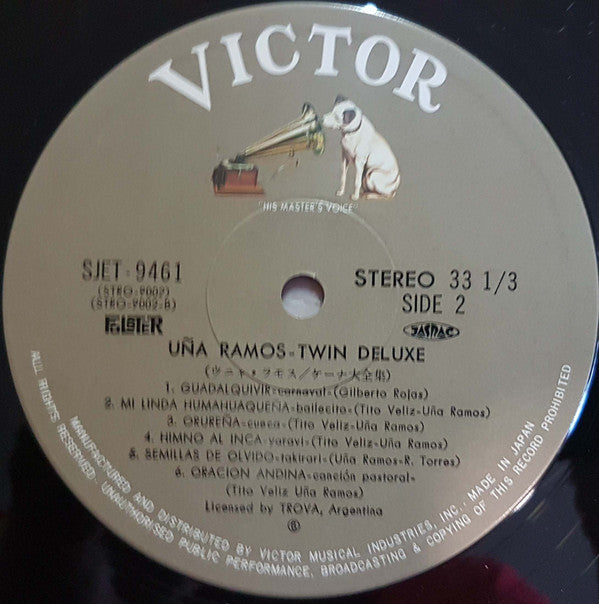 VICTOR
"HIS MASTER'S VOICE"
SJET-9461
(STRO-9002)
(STRO-9002-B)
STEREO 33 1/3
SIDE 2
JASRAC
UÑA RAMOS=TWIN DELUXE
(ウニャ・ラモス/ケーナ大全集)
1. GUADALQUIVIR=carnaval=(Gilberto Rojas)
2. MI LINDA HUMAHUAQUEÑA=bailecito=(Tito Veliz=Uña Ramos)
3. ORUREÑA=cueca=(Tito Veliz=Uña Ramos)
4. HIMNO AL INCA=yaravi=(Tito Veliz=Uña Ramos)
5. SEMILLAS DE OLVIDO=takirari=(Uña Ramos=R. Torres)
6. ORACION ANDINA=canción pastoral=
(Tito Veliz Uña Ramos)
Licensed by TROVA, Argentina
MANUFACTURED AND DISTRIBUTED BY VICTOR MUSICAL INDUSTRIES, INC., MADE IN JAPAN
ALL RIGHTS RESERVED. UNAUTHORISED PUBLIC PERFORMANCE, BROADCASTING & COPYING OF THIS RECORD PROHIBITED